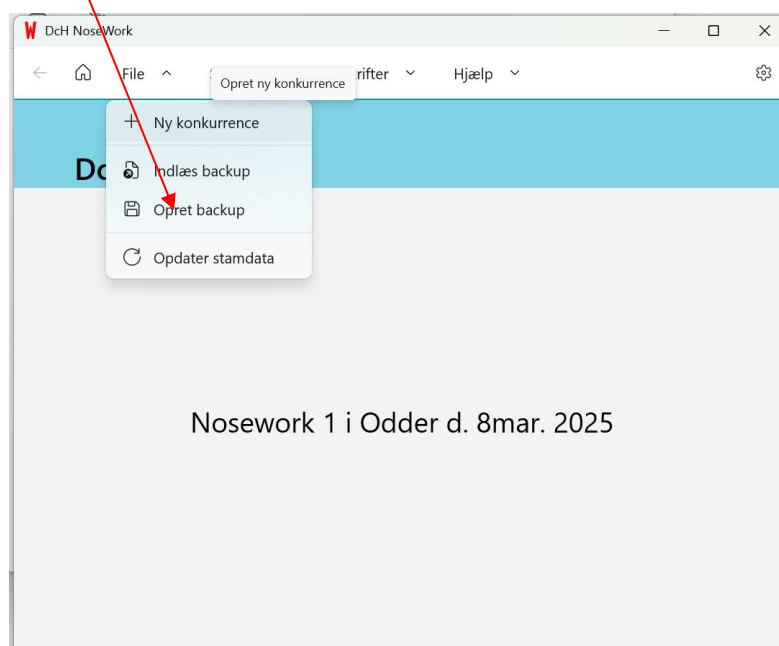 DcH NoseWork
File
Hjælp
Opret ny konkurrence
Ny konkurrence
Indlæs backup
Opret backup
Opdater stamdata
Nosework 1 i Odder d. 8mar. 2025